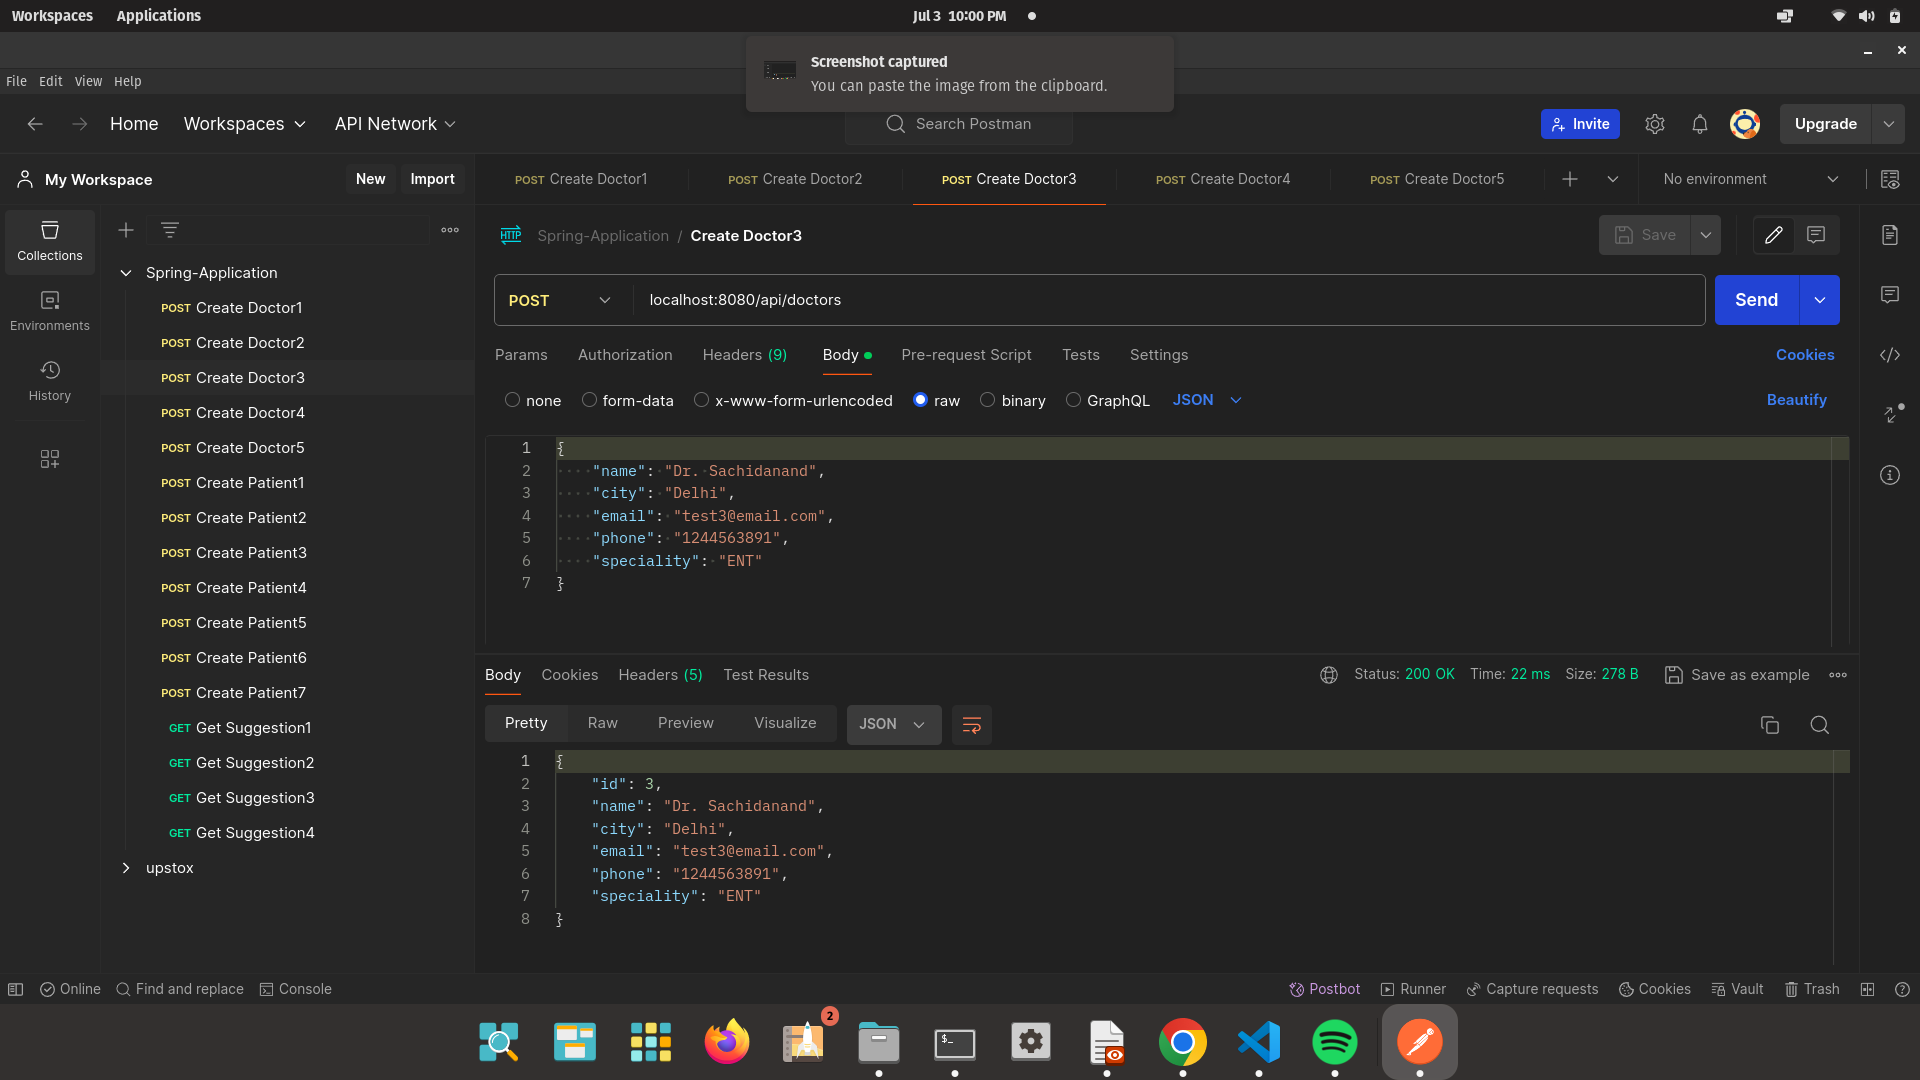 Workspaces Applications Jul 3 10:00 PM
Screenshot captured
You can paste the image from the clipboard.
File Edit View Help
Home Workspaces API Network Search Postman Invite Upgrade
My Workspace New Import
POST Create Doctor1 POST Create Doctor2 POST Create Doctor3 POST Create Doctor4 POST Create Doctor5 No environment
Collections
Environments
History
Spring-Application
POST Create Doctor1
POST Create Doctor2
POST Create Doctor3
POST Create Doctor4
POST Create Doctor5
POST Create Patient1
POST Create Patient2
POST Create Patient3
POST Create Patient4
POST Create Patient5
POST Create Patient6
POST Create Patient7
GET Get Suggestion1
GET Get Suggestion2
GET Get Suggestion3
GET Get Suggestion4
upstox
HTTP Spring-Application / Create Doctor3 Save
POST localhost:8080/api/doctors Send
Params Authorization Headers (9) Body Pre-request Script Tests Settings Cookies
none form-data x-www-form-urlencoded raw binary GraphQL JSON Beautify
1 {
2 "name": "Dr. Sachidanand",
3 "city": "Delhi",
4 "email": "test3@email.com",
5 "phone": "1244563891",
6 "speciality": "ENT"
7 }
Body Cookies Headers (5) Test Results Status: 200 OK Time: 22 ms Size: 278 B Save as example
Pretty Raw Preview Visualize JSON
1 {
2 "id": 3,
3 "name": "Dr. Sachidanand",
4 "city": "Delhi",
5 "email": "test3@email.com",
6 "phone": "1244563891",
7 "speciality": "ENT"
8 }
Online Find and replace Console Postbot Runner Capture requests Cookies Vault Trash
2
$_